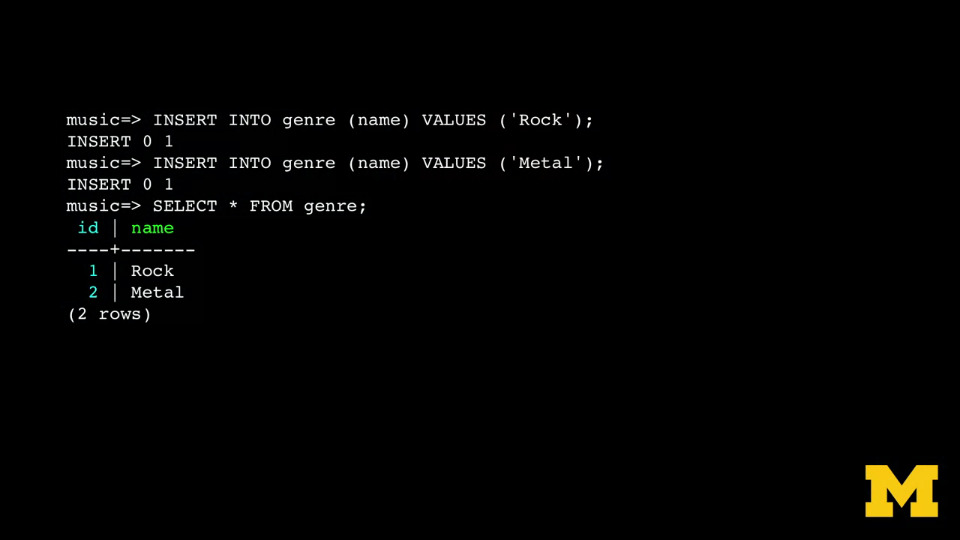 music=> INSERT INTO genre (name) VALUES ('Rock');
INSERT 0 1
music=> INSERT INTO genre (name) VALUES ('Metal');
INSERT 0 1
music=> SELECT * FROM genre;
 id | name
----+-------
  1 | Rock
  2 | Metal
(2 rows)
M